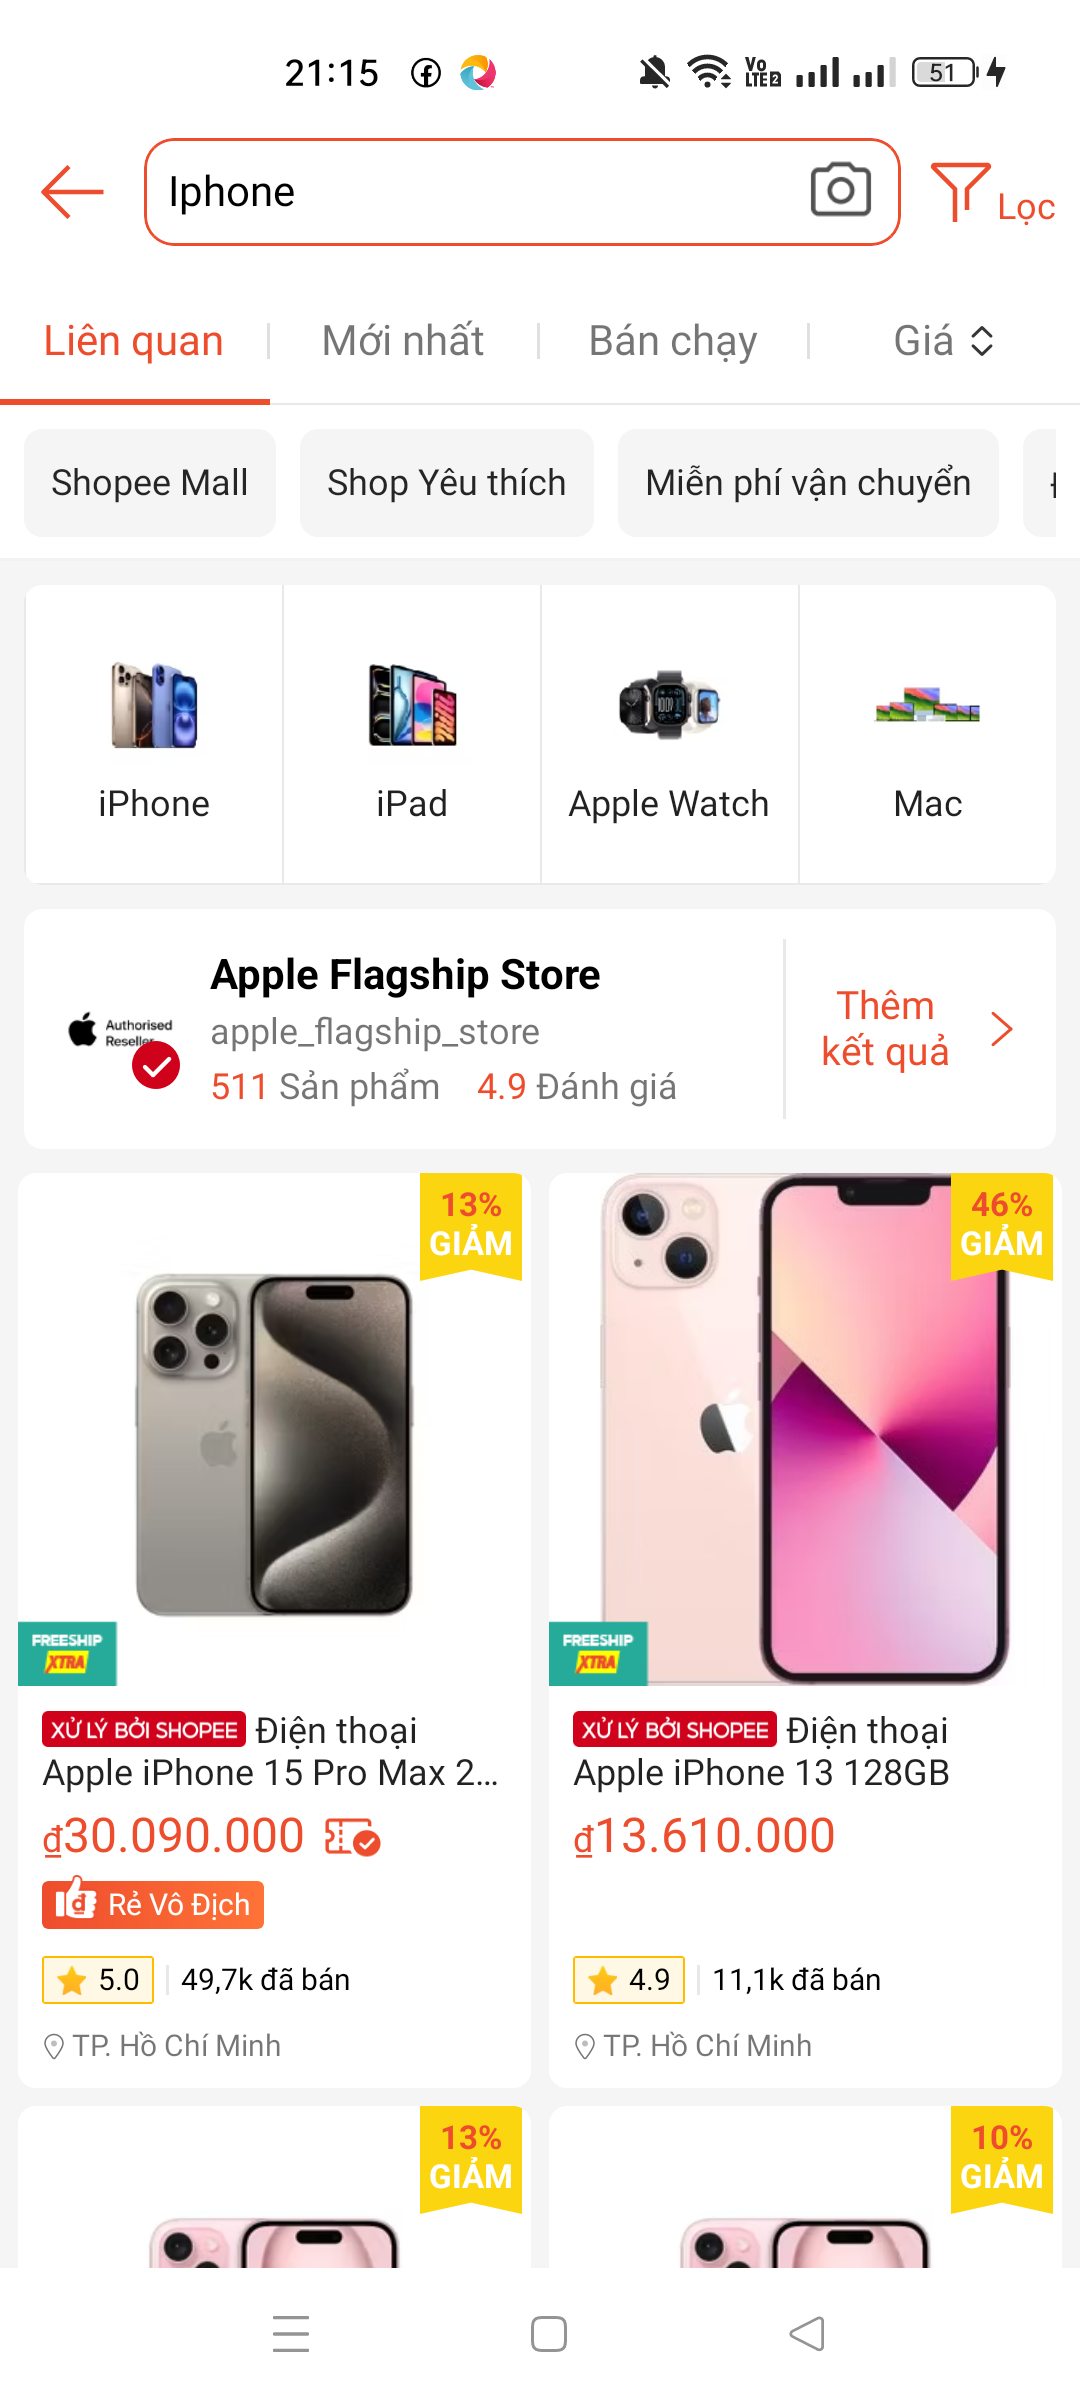 21:15
Vo
LTE2
51
Iphone
Lọc
Liên quan
Mới nhất
Bán chạy
Giá
Shopee Mall
Shop Yêu thích
Miễn phí vận chuyển
iPhone
iPad
Apple Watch
Mac
Apple Flagship Store
Authorised
Reseller
apple_flagship_store
511 Sản phẩm 4.9 Đánh giá
Thêm
kết quả
13%
GIẢM
FREESHIP
XTRA
XỬ LÝ BỞI SHOPEE Điện thoại
Apple iPhone 15 Pro Max 2...
₫30.090.000
Rẻ Vô Địch
5.0 49,7k đã bán
TP. Hồ Chí Minh
46%
GIẢM
FREESHIP
XTRA
XỬ LÝ BỞI SHOPEE Điện thoại
Apple iPhone 13 128GB
₫13.610.000
4.9 11,1k đã bán
TP. Hồ Chí Minh
13%
GIẢM
10%
GIẢM